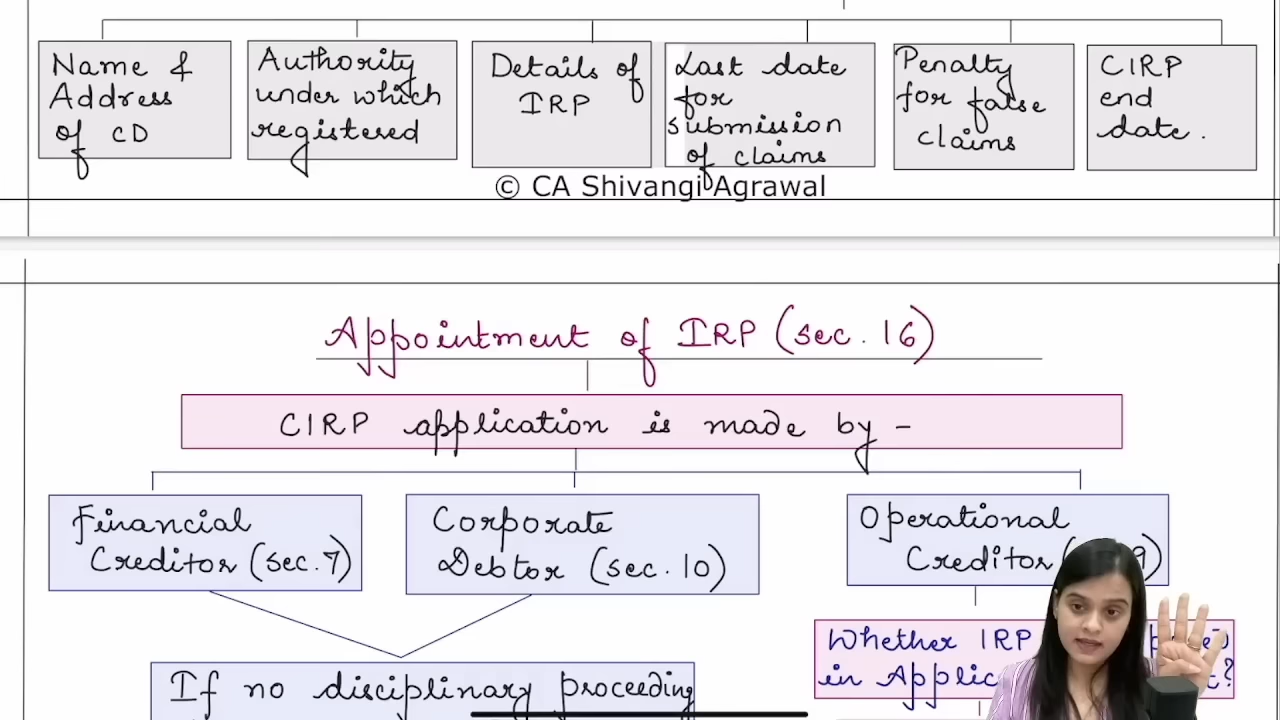 Name &
Address
of CD
Authority
under which
registered
Details of
IRP
Last date
for
submission
of claims
Penalty
for false
claims
CIRP
end
date.
© CA Shivangi Agrawal
Appointment of IRP (sec. 16)
CIRP application is made by -
Financial
Creditor (sec. 7)
Corporate
Debtor (sec. 10)
Operational
Creditor 9)
Whether IRP
in
If no disciplinary proceeding